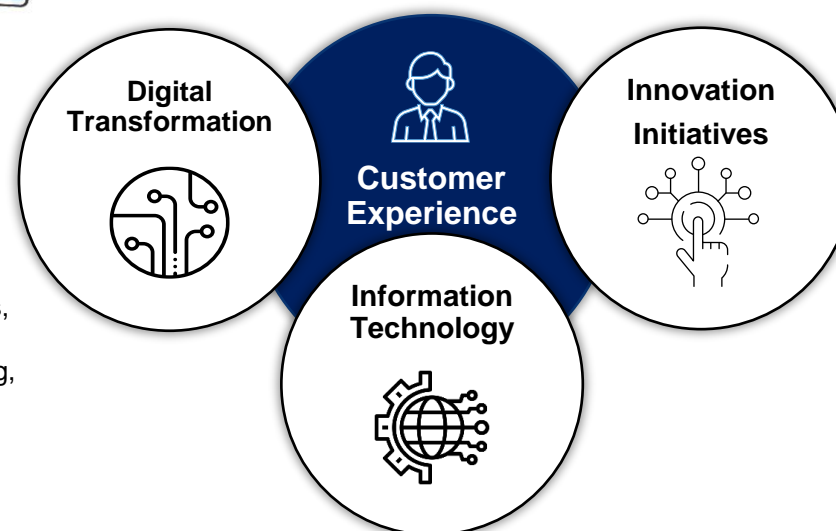 Digital
Transformation
Customer
Experience
Innovation
Initiatives
Information
Technology